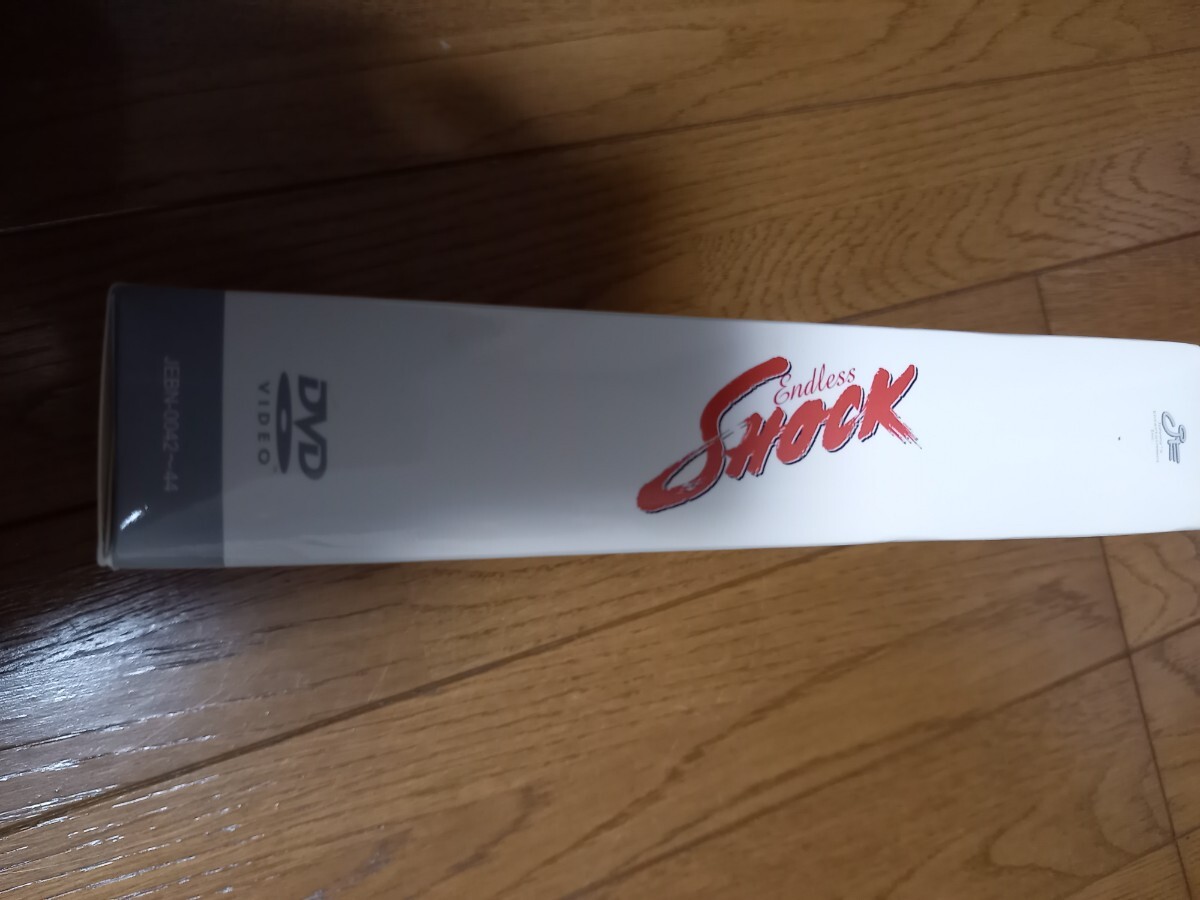 Endless
SHOCK
DVD
VIDEO
JEBN-0042~44